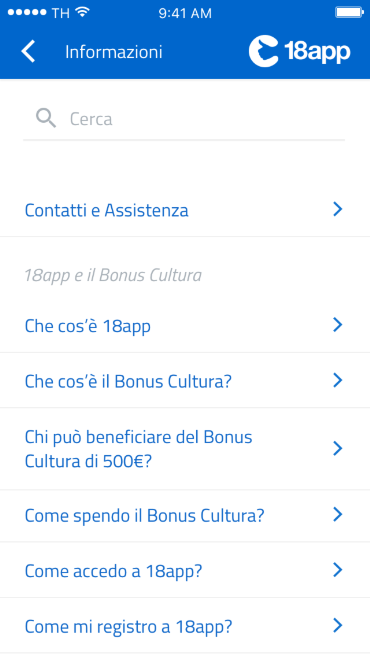 TH 9:41 AM
Informazioni 18app
Cerca
Contatti e Assistenza
18app e il Bonus Cultura
Che cos’è 18app
Che cos’è il Bonus Cultura?
Chi può beneficiare del Bonus
Cultura di 500€?
Come spendo il Bonus Cultura?
Come accedo a 18app?
Come mi registro a 18app?